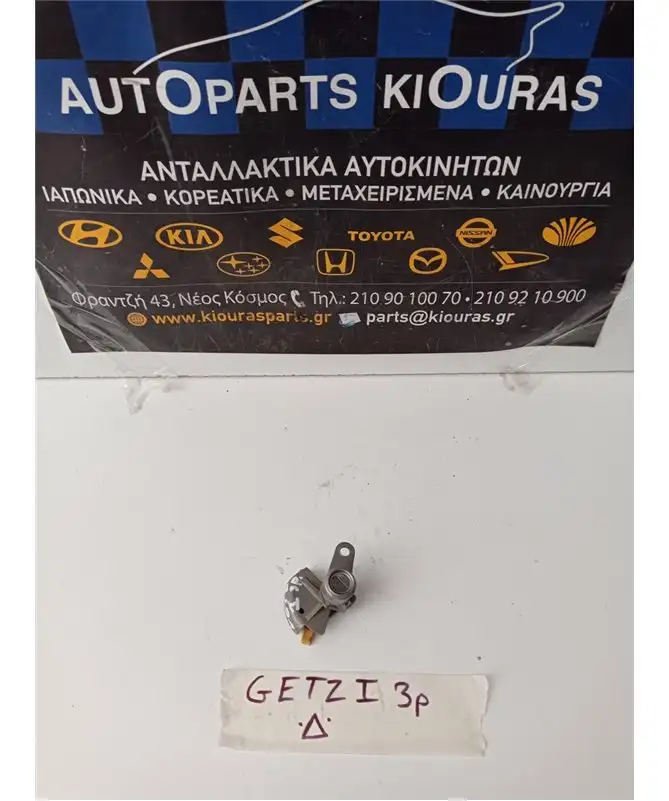 AUTOPARTS KIOURAS
ΑΝΤΑΛΛΑΚΤΙΚΑ ΑΥΤΟΚΙΝΗΤΩΝ
ΙΑΠΩΝΙΚΑ • ΚΟΡΕΑΤΙΚΑ • ΜΕΤΑΧΕΙΡΙΣΜΕΝΑ • ΚΑΙΝΟΥΡΓΙΑ
KIA TOYOTA NISSAN
Φραντζή 43, Νέος Κόσμος Τηλ.: 210 90 100 70 • 210 92 10 900
www.kiourasparts.gr parts@kiouras.gr
GETZ I 3p
·Δ·